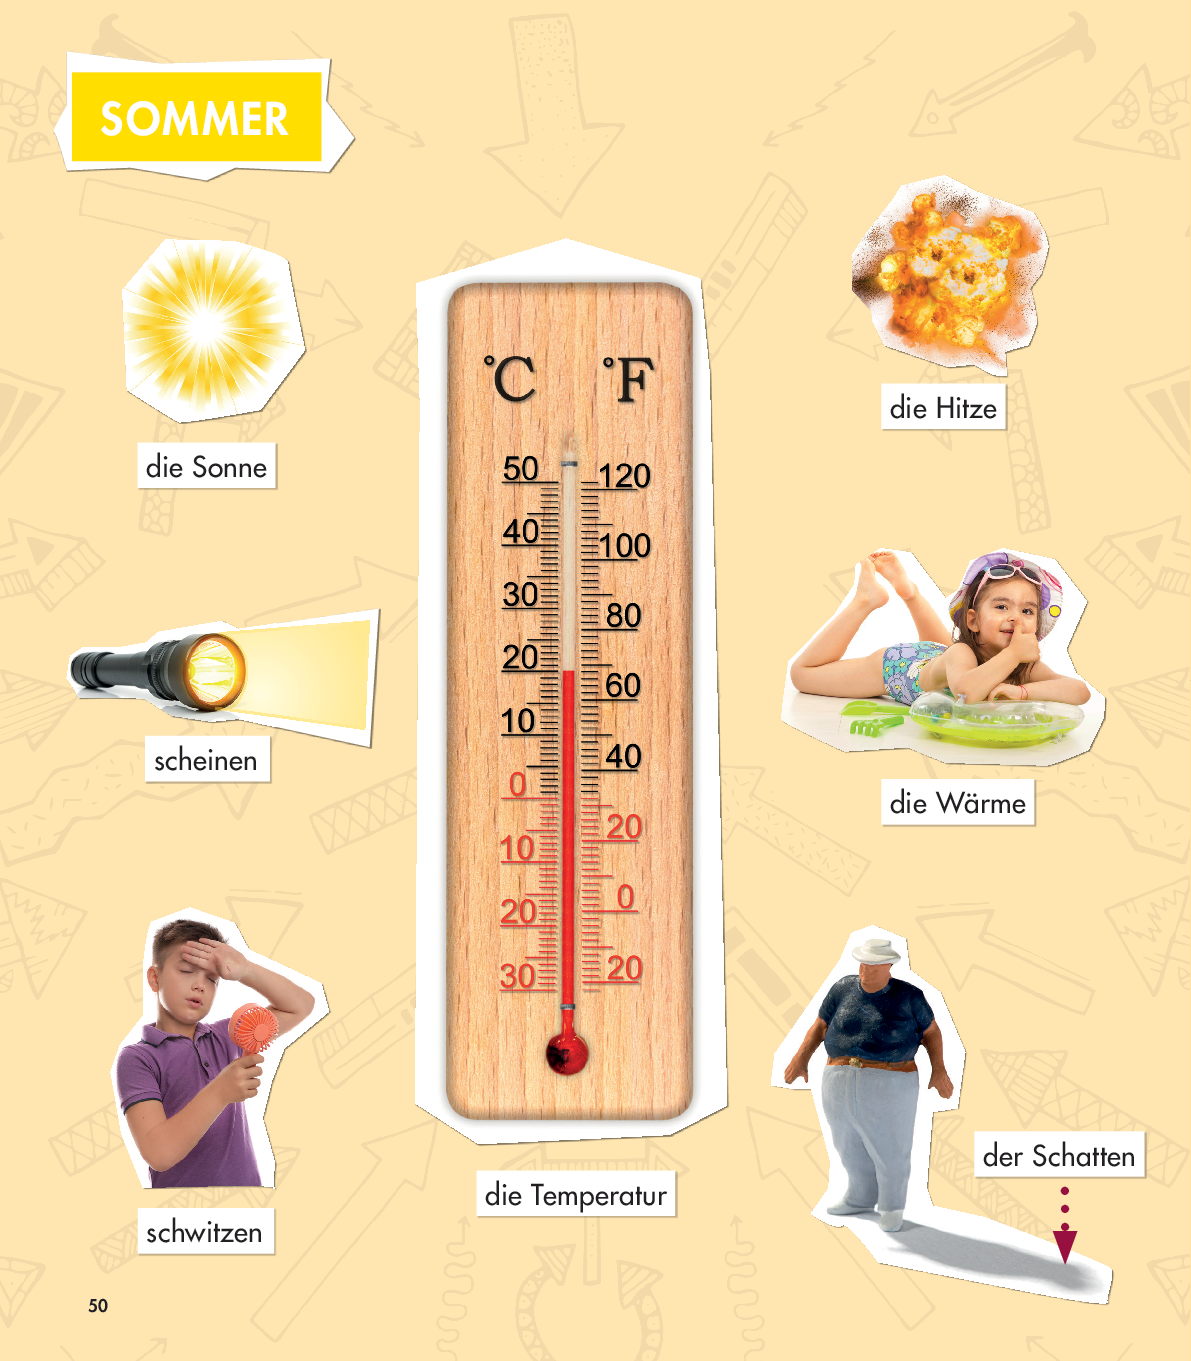 SOMMER
die Sonne
scheinen
schwitzen
°C °F
50 120
40 100
30 80
20 60
10 40
0 20
10 0
20 20
30
die Temperatur
die Hitze
die Wärme
der Schatten
50